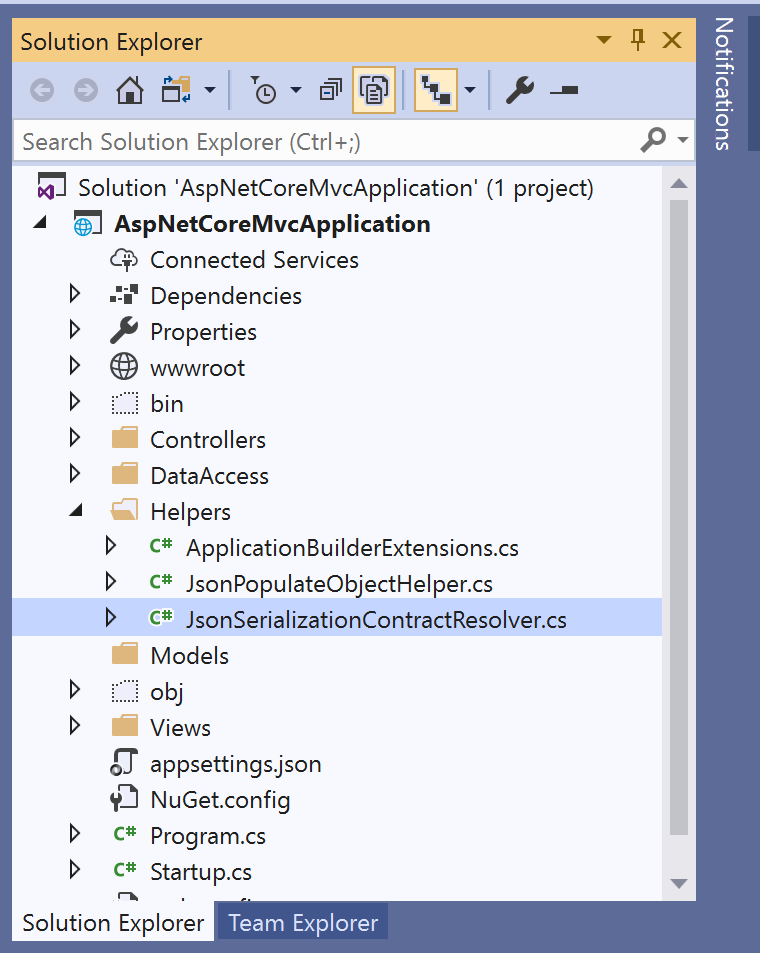 Solution Explorer
Notifications
Search Solution Explorer (Ctrl+;)
Solution 'AspNetCoreMvcApplication' (1 project)
AspNetCoreMvcApplication
Connected Services
Dependencies
Properties
wwwroot
bin
Controllers
DataAccess
Helpers
C# ApplicationBuilderExtensions.cs
C# JsonPopulateObjectHelper.cs
C# JsonSerializationContractResolver.cs
Models
obj
Views
appsettings.json
NuGet.config
C# Program.cs
C# Startup.cs
Solution Explorer Team Explorer